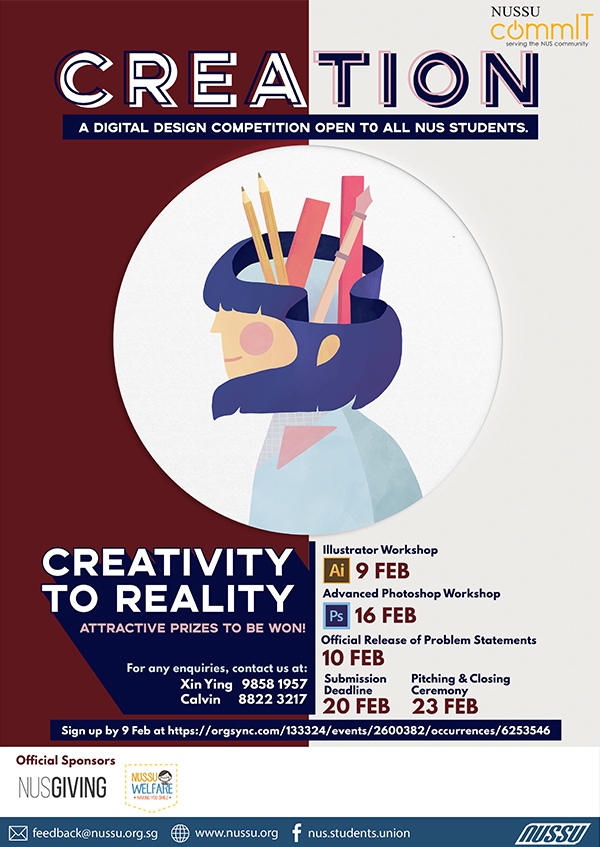 NUSSU
commIT
serving the NUS community
CREATION
A DIGITAL DESIGN COMPETITION OPEN TO ALL NUS STUDENTS.
CREATIVITY
TO REALITY
ATTRACTIVE PRIZES TO BE WON!
For any enquiries, contact us at:
Xin Ying 9858 1957
Calvin 8822 3217
Illustrator Workshop
Ai 9 FEB
Advanced Photoshop Workshop
Ps 16 FEB
Official Release of Problem Statements
10 FEB
Submission
Deadline
20 FEB
Pitching & Closing
Ceremony
23 FEB
Sign up by 9 Feb at https://orgsync.com/133324/events/2600382/occurrences/6253546
Official Sponsors
NUSGIVING
NUSSU
WELFARE
HAVING YOU SMILE
feedback@nussu.org.sg www.nussu.org nus.students.union
NUSSU